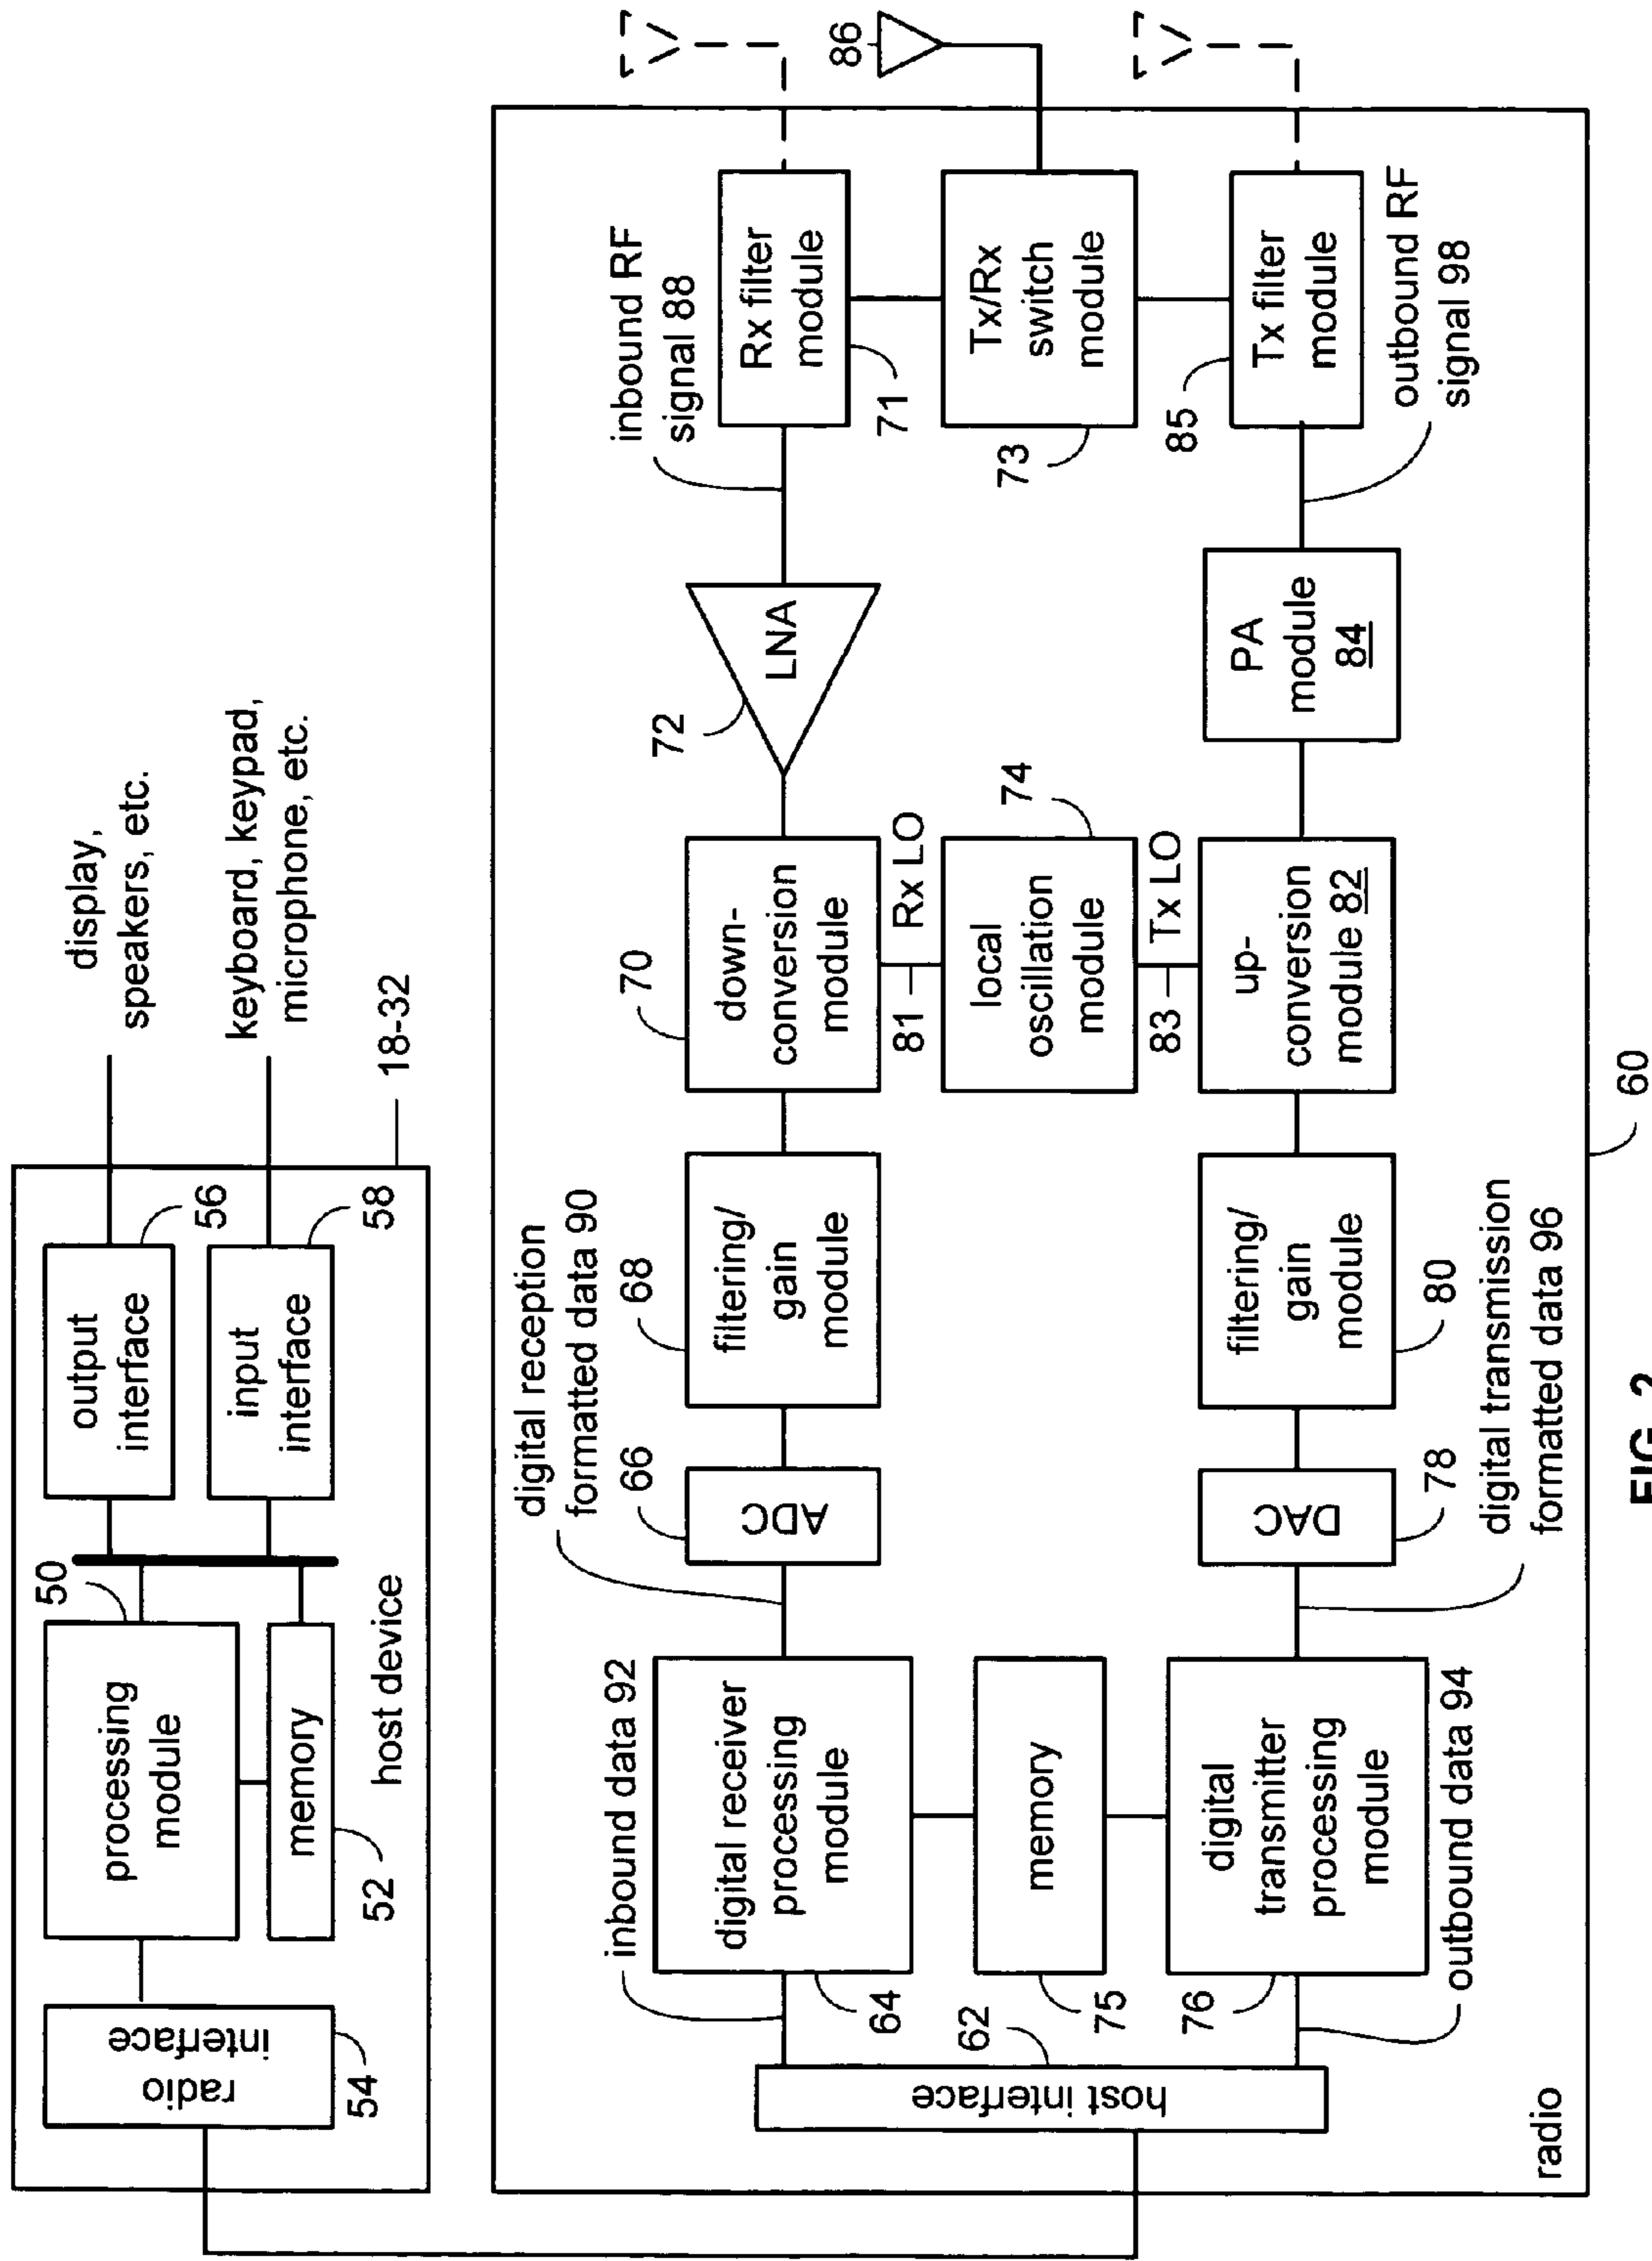 display,
speakers, etc.
keyboard, keypad,
microphone, etc.
18-32
output
interface
56
input
interface
58
50
processing
module
memory
52
host device
radio
interface
54
inbound RF
signal 88
Rx filter
module
71
86
Tx/Rx
switch
module
73
Tx filter
module
85
outbound RF
signal 98
LNA
72
PA
module
84
down-
conversion
module
70
81
Rx LO
local
oscillation
module
74
83
Tx LO
up-
conversion
module 82
filtering/
gain
module
68
filtering/
gain
module
80
digital reception
formatted data 90
ADC
66
DAC
78
digital transmission
formatted data 96
inbound data 92
digital receiver
processing
module
64
memory
75
digital
transmitter
processing
module
76
outbound data 94
host interface
62
radio
60
FIG. 2